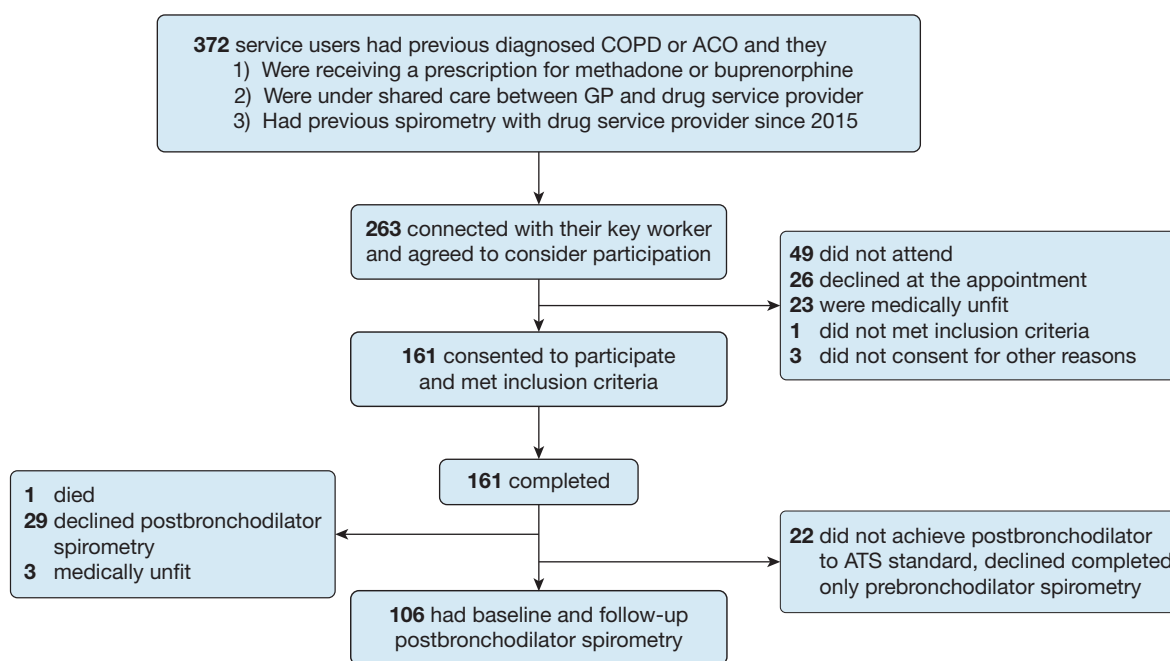 372 service users had previous diagnosed COPD or ACO and they
1) Were receiving a prescription for methadone or buprenorphine
2) Were under shared care between GP and drug service provider
3) Had previous spirometry with drug service provider since 2015
263 connected with their key worker
and agreed to consider participation
49 did not attend
26 declined at the appointment
23 were medically unfit
1 did not met inclusion criteria
3 did not consent for other reasons
161 consented to participate
and met inclusion criteria
161 completed
1 died
29 declined postbronchodilator
spirometry
3 medically unfit
22 did not achieve postbronchodilator
to ATS standard, declined completed
only prebronchodilator spirometry
106 had baseline and follow-up
postbronchodilator spirometry